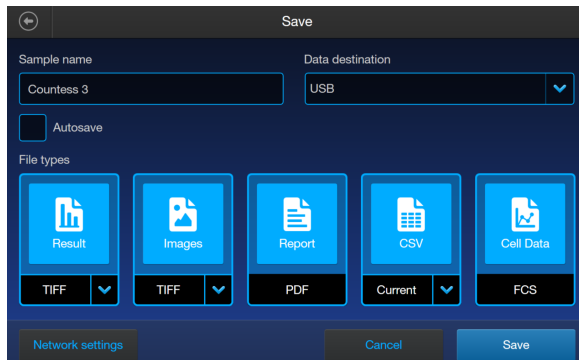 Save
Sample name
Data destination
Countess 3
USB
Autosave
File types
Result
Images
Report
CSV
Cell Data
TIFF
TIFF
PDF
Current
FCS
Network settings
Cancel
Save